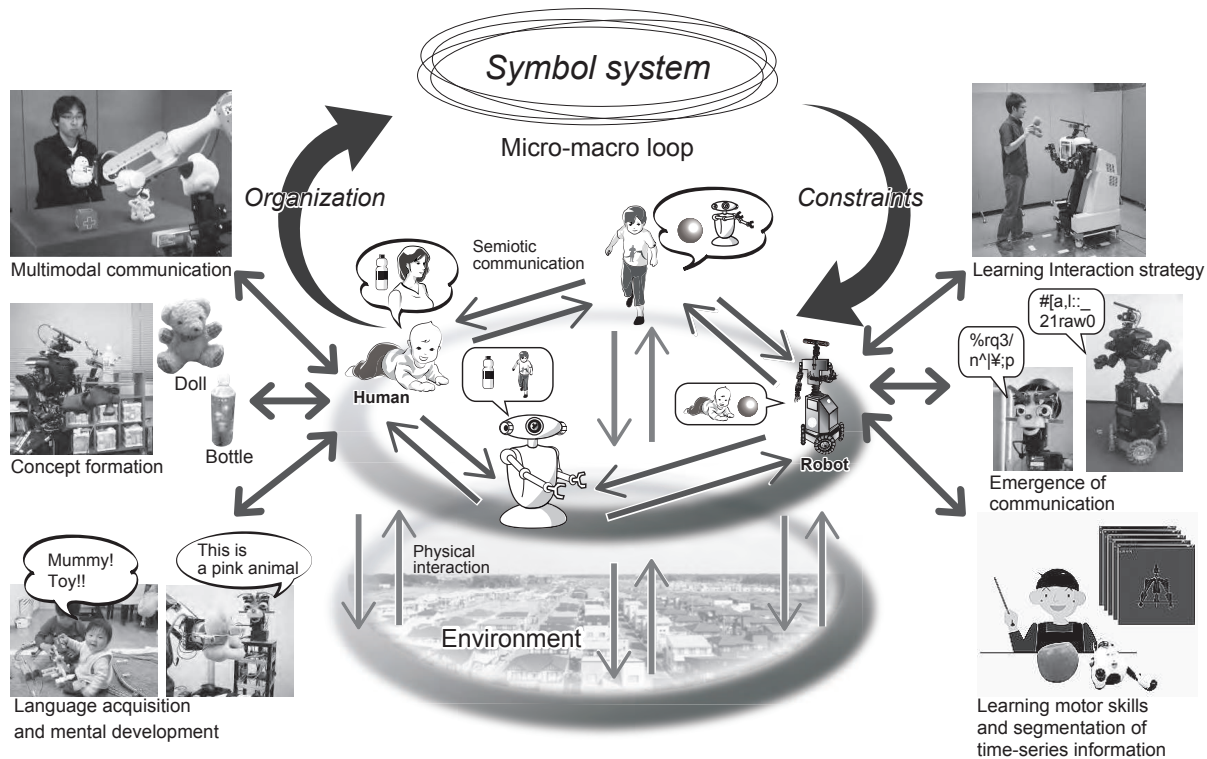 Symbol system
Micro-macro loop
Organization
Constraints
Multimodal communication
Semiotic
communication
Learning Interaction strategy
#[a,l::_
21raw0
%rq3/
n^|¥;p
Doll
Human
Bottle
Concept formation
Robot
Emergence of
communication
Mummy!
Toy!!
This is
a pink animal
Physical
interaction
Environment
Language acquisition
and mental development
Learning motor skills
and segmentation of
time-series information